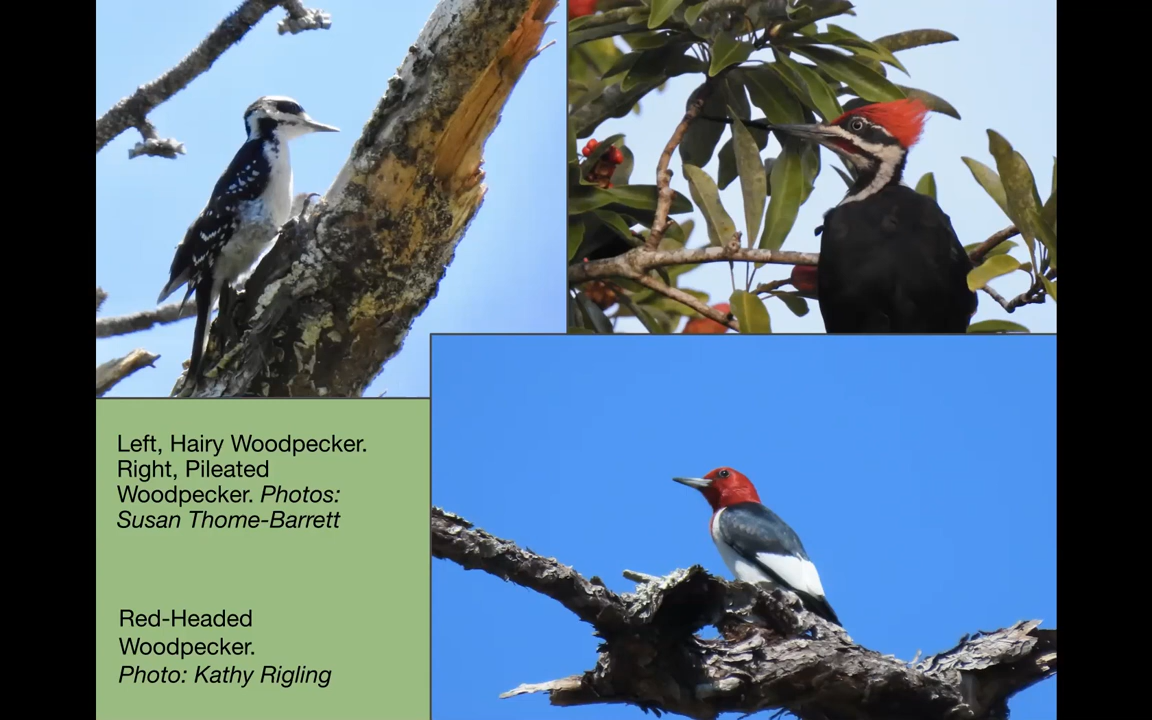 Left, Hairy Woodpecker.
Right, Pileated
Woodpecker. Photos:
Susan Thome-Barrett
Red-Headed
Woodpecker.
Photo: Kathy Rigling